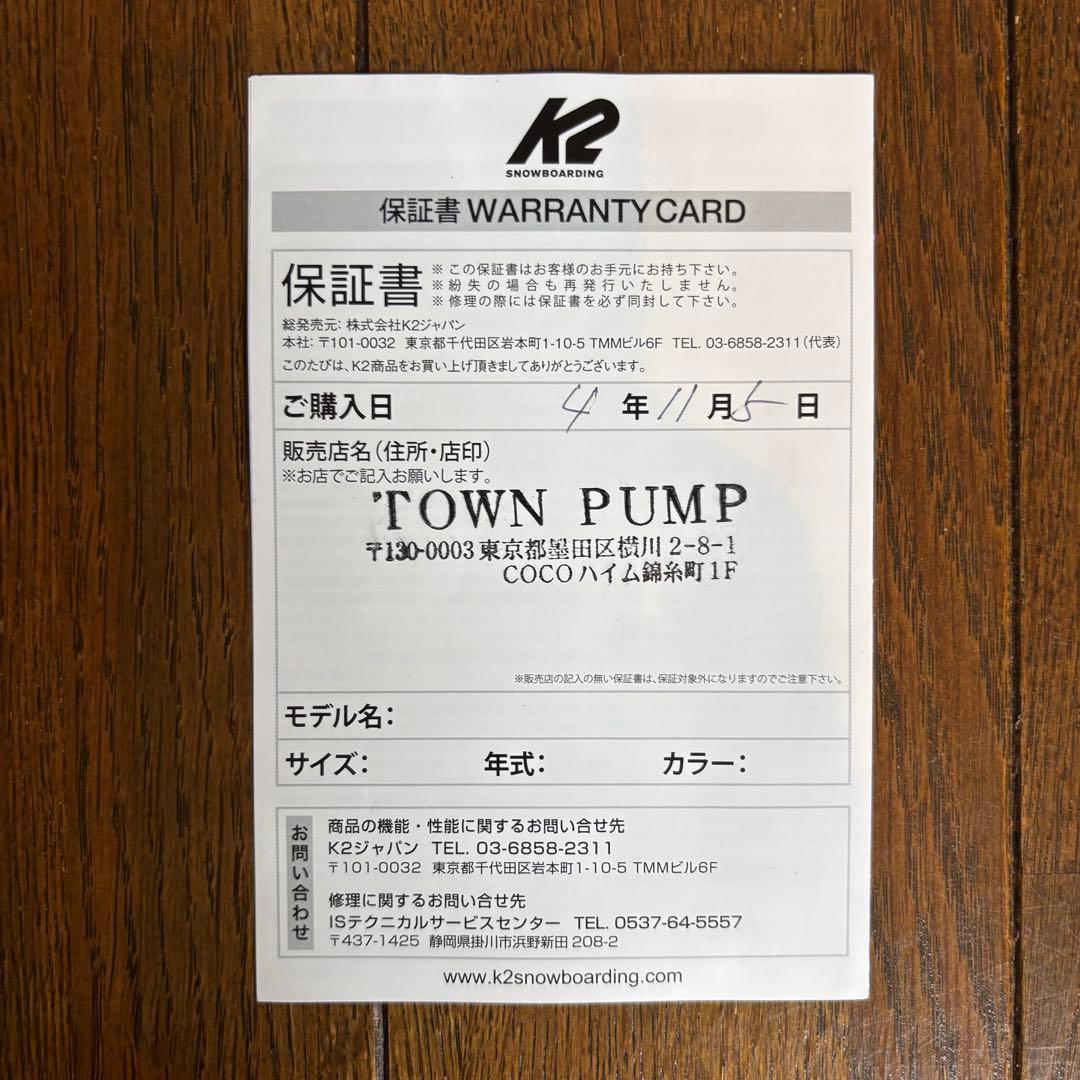 K2
SNOWBOARDING
保証書 WARRANTY CARD
保証書
※ この保証書はお客様のお手元にお持ち下さい。
※ 紛失の場合も再発行いたしません。
※ 修理の際には保証書を必ず同封して下さい。
総発売元: 株式会社K2ジャパン
本社: 〒101-0032 東京都千代田区岩本町1-10-5 TMMビル6F TEL. 03-6858-2311(代表)
このたびは、K2商品をお買い上げ頂きましてありがとうございます。
ご購入日 4 年 11 月 5 日
販売店名(住所・店印)
※お店でご記入お願いします。
TOWN PUMP
〒130-0003 東京都墨田区横川 2-8-1
COCO ハイム錦糸町 1F
※販売店の記入の無い保証書は、保証対象外になりますのでご注意下さい。
モデル名:
サイズ: 年式: カラー:
お問い合わせ
商品の機能・性能に関するお問い合せ先
K2ジャパン TEL. 03-6858-2311
〒101-0032 東京都千代田区岩本町1-10-5 TMMビル6F
修理に関するお問い合せ先
ISテクニカルサービスセンター TEL. 0537-64-5557
〒437-1425 静岡県掛川市浜野新田 208-2
www.k2snowboarding.com